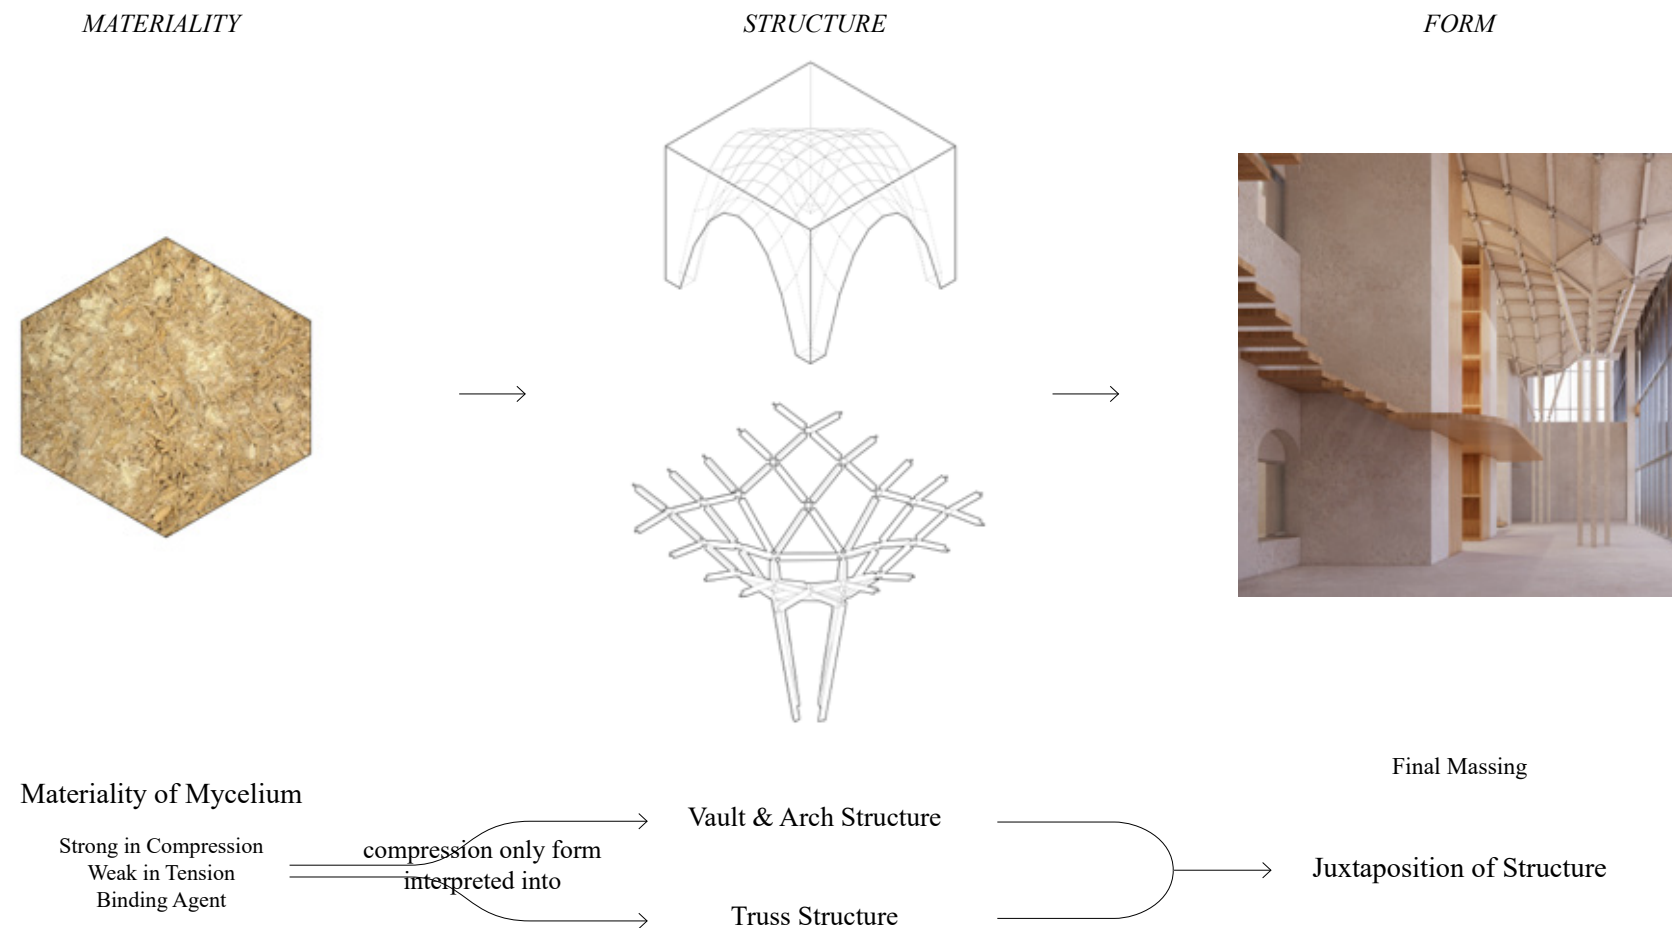 MATERIALITY
STRUCTURE
FORM
Materiality of Mycelium
Strong in Compression
Weak in Tension
Binding Agent
compression only form
interpreted into
Vault & Arch Structure
Truss Structure
Final Massing
Juxtaposition of Structure